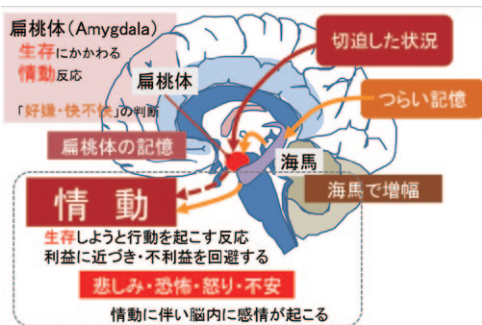 扁桃体(Amygdala)
生存にかかわる
情動反応
「好嫌・快不快」の判断
扁桃体
切迫した状況
つらい記憶
扁桃体の記憶
海馬
海馬で増幅
情動
生存しようと行動を起こす反応
利益に近づき・不利益を回避する
悲しみ・恐怖・怒り・不安
情動に伴い脳内に感情が起こる